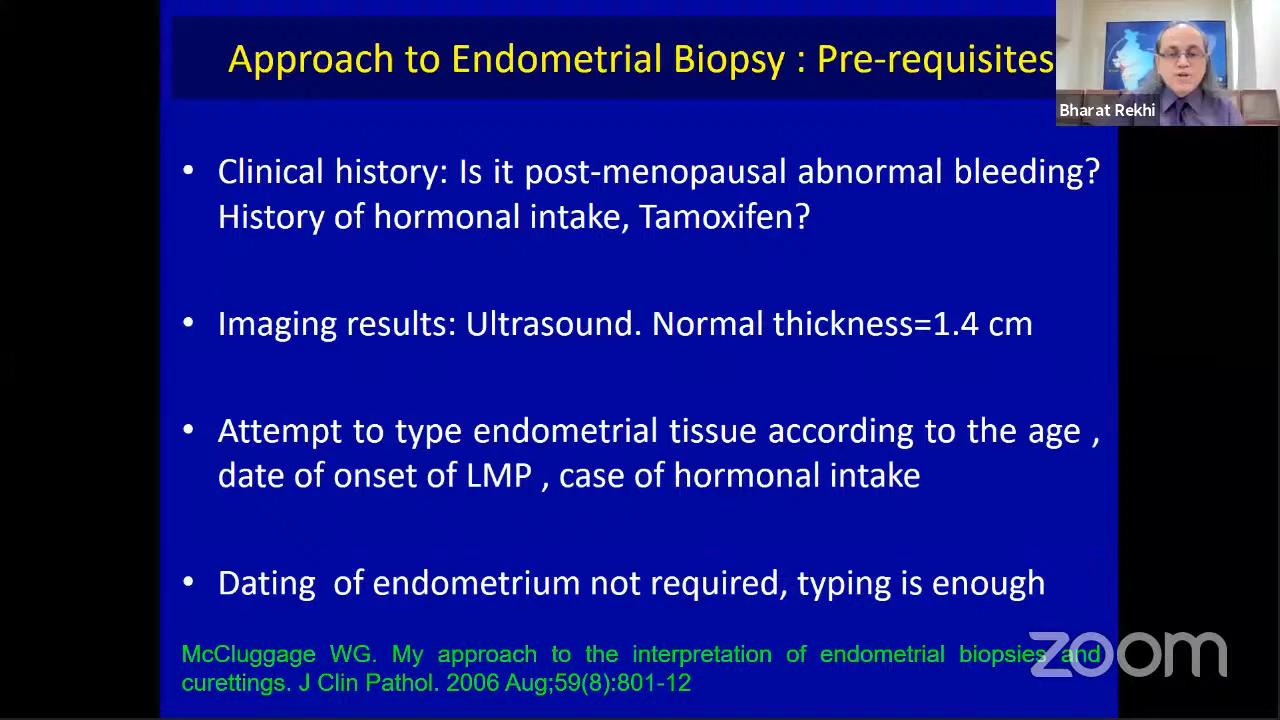 Approach to Endometrial Biopsy : Pre-requisites
Bharat Rekhi
• Clinical history: Is it post-menopausal abnormal bleeding?
History of hormonal intake, Tamoxifen?
• Imaging results: Ultrasound. Normal thickness=1.4 cm
• Attempt to type endometrial tissue according to the age ,
date of onset of LMP , case of hormonal intake
• Dating of endometrium not required, typing is enough
McCluggage WG. My approach to the interpretation of endometrial biopsies and
curettings. J Clin Pathol. 2006 Aug;59(8):801-12
zoom